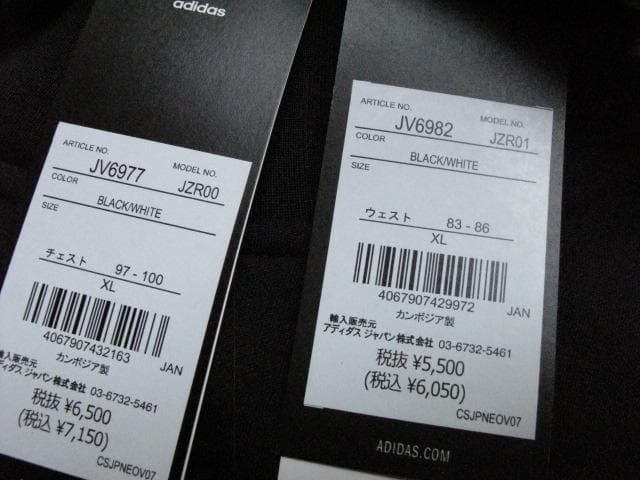 adidas
ARTICLE NO. MODEL NO.
JV6977 JZR00
COLOR
BLACK/WHITE
SIZE
チェスト 97 - 100
XL
4067907432163 JAN
カンボジア製
輸入販売元
アディダス ジャパン株式会社 03-6732-5461
税抜 ¥6,500
(税込 ¥7,150)
CSJPNEOV07
ARTICLE NO. MODEL NO.
JV6982 JZR01
COLOR
BLACK/WHITE
SIZE
ウェスト 83 - 86
XL
4067907429972 JAN
カンボジア製
輸入販売元
アディダス ジャパン株式会社 03-6732-5461
税抜 ¥5,500
(税込 ¥6,050)
CSJPNEOV07
ADIDAS.COM